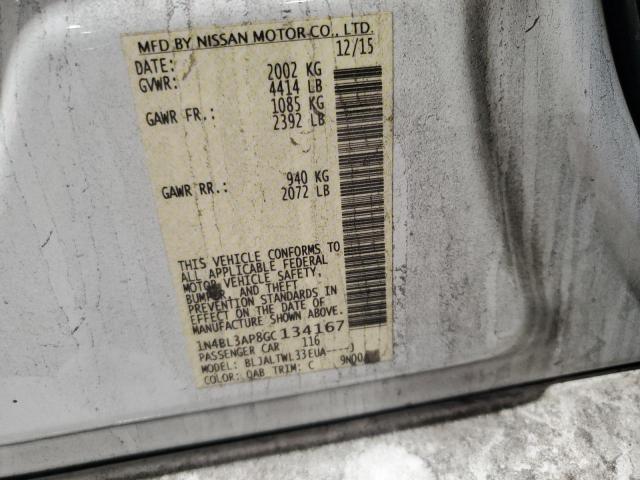 MFD BY NISSAN MOTOR CO., LTD.
DATE: 12/15
GVWR: 2002 KG
4414 LB
GAWR FR.: 1085 KG
2392 LB
GAWR RR.: 940 KG
2072 LB
THIS VEHICLE CONFORMS TO
ALL APPLICABLE FEDERAL
MOTOR VEHICLE SAFETY,
AND THEFT
PREVENTION STANDARDS IN
EFFECT ON THE DATE OF
MANUFACTURE SHOWN ABOVE.
1N4BL3AP8GC134167
PASSENGER CAR 116
MODEL: BLJALTWL33EUA----J
COLOR: QAB TRIM: C